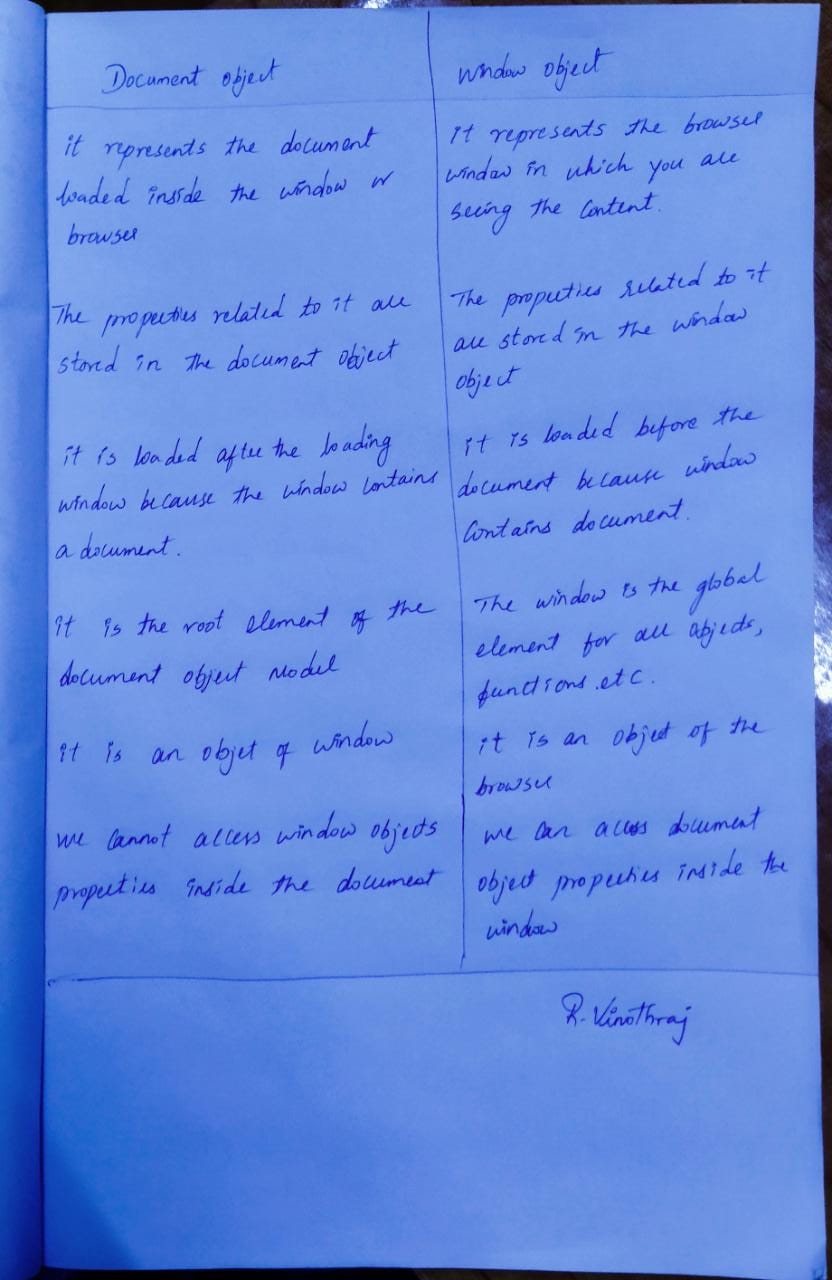 Document object
it represents the document
loaded inside the window or
browser
The properties related to it are
stored in the document object
it is loaded after the loading
window because the window contains
a document.
it is the root element of the
document object model
it is an objet of window
we cannot access window objects
properties inside the document
window object
it represents the browser
window in which you are
seeing the content.
The properties related to it
are stored in the window
object
it is loaded before the
document because window
contains document.
The window is the global
element for all objects,
functions.etc.
it is an object of the
browser
we can access document
object properties inside the
window
R. Vinothraj